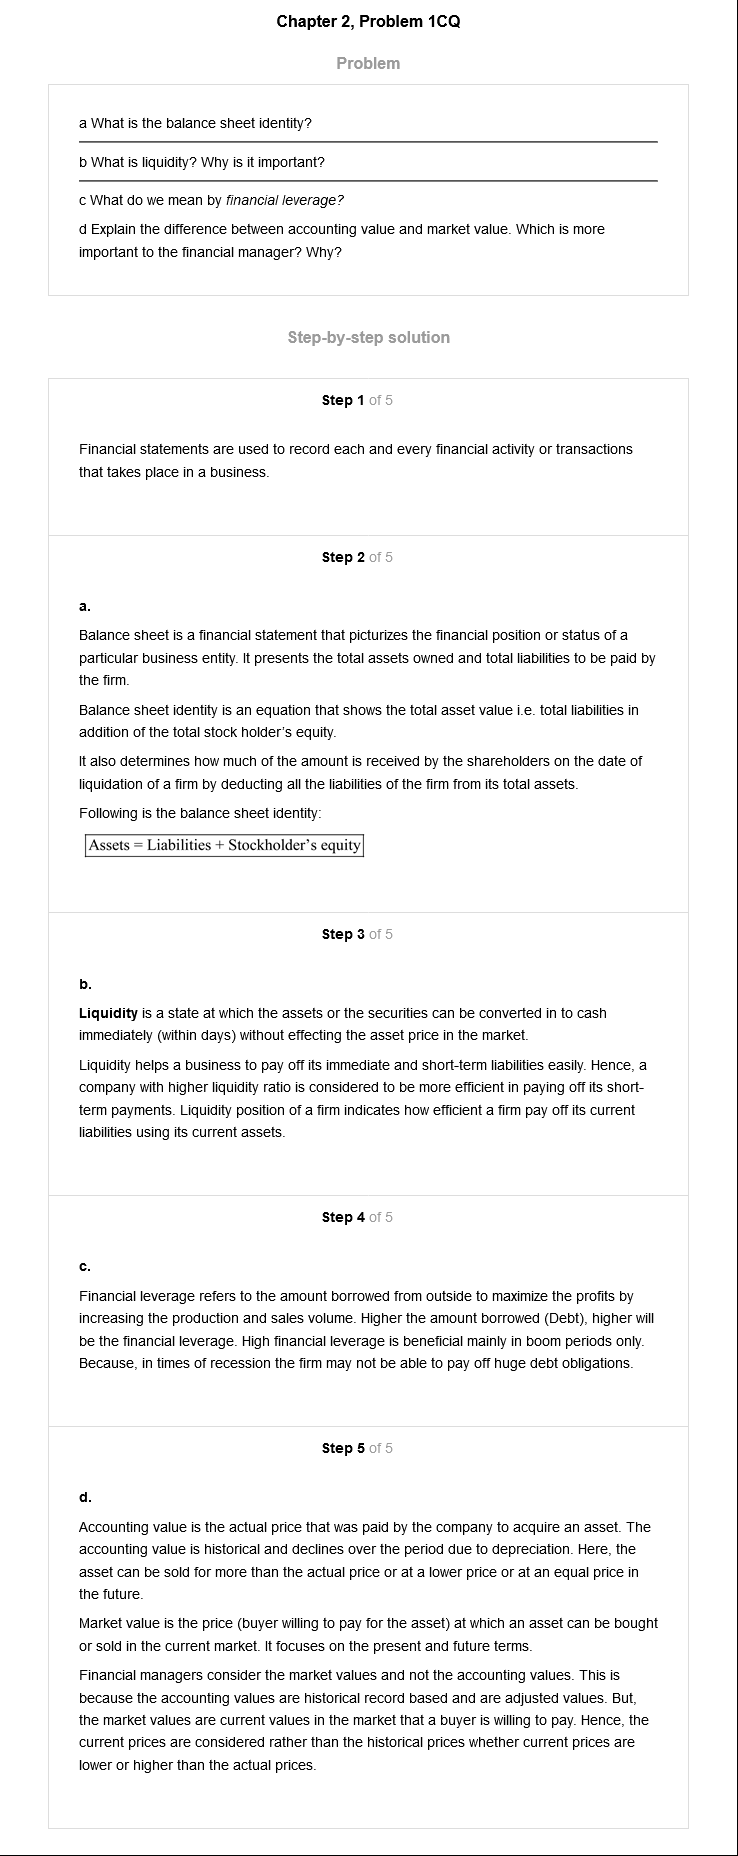 Chapter 2, Problem 1CQ
Problem
a What is the balance sheet identity?
b What is liquidity? Why is it important?
c What do we mean by financial leverage?
d Explain the difference between accounting value and market value. Which is more
important to the financial manager? Why?
Step-by-step solution
Step 1 of 5
Financial statements are used to record each and every financial activity or transactions
that takes place in a business.
Step 2 of 5
a.
Balance sheet is a financial statement that picturizes the financial position or status of a
particular business entity. It presents the total assets owned and total liabilities to be paid by
the firm.
Balance sheet identity is an equation that shows the total asset value i.e. total liabilities in
addition of the total stock holder's equity.
It also determines how much of the amount is received by the shareholders on the date of
liquidation of a firm by deducting all the liabilities of the firm from its total assets.
Following is the balance sheet identity:
Assets = Liabilities + Stockholder's equity
Step 3 of 5
b.
Liquidity is a state at which the assets or the securities can be converted in to cash
immediately (within days) without effecting the asset price in the market.
Liquidity helps a business to pay off its immediate and short-term liabilities easily. Hence, a
company with higher liquidity ratio is considered to be more efficient in paying off its short-
term payments. Liquidity position of a firm indicates how efficient a firm pay off its current
liabilities using its current assets.
Step 4 of 5
c.
Financial leverage refers to the amount borrowed from outside to maximize the profits by
increasing the production and sales volume. Higher the amount borrowed (Debt), higher will
be the financial leverage. High financial leverage is beneficial mainly in boom periods only.
Because, in times of recession the firm may not be able to pay off huge debt obligations.
Step 5 of 5
d.
Accounting value is the actual price that was paid by the company to acquire an asset. The
accounting value is historical and declines over the period due to depreciation. Here, the
asset can be sold for more than the actual price or at a lower price or at an equal price in
the future.
Market value is the price (buyer willing to pay for the asset) at which an asset can be bought
or sold in the current market. It focuses on the present and future terms.
Financial managers consider the market values and not the accounting values. This is
because the accounting values are historical record based and are adjusted values. But,
the market values are current values in the market that a buyer is willing to pay. Hence, the
current prices are considered rather than the historical prices whether current prices are
lower or higher than the actual prices.